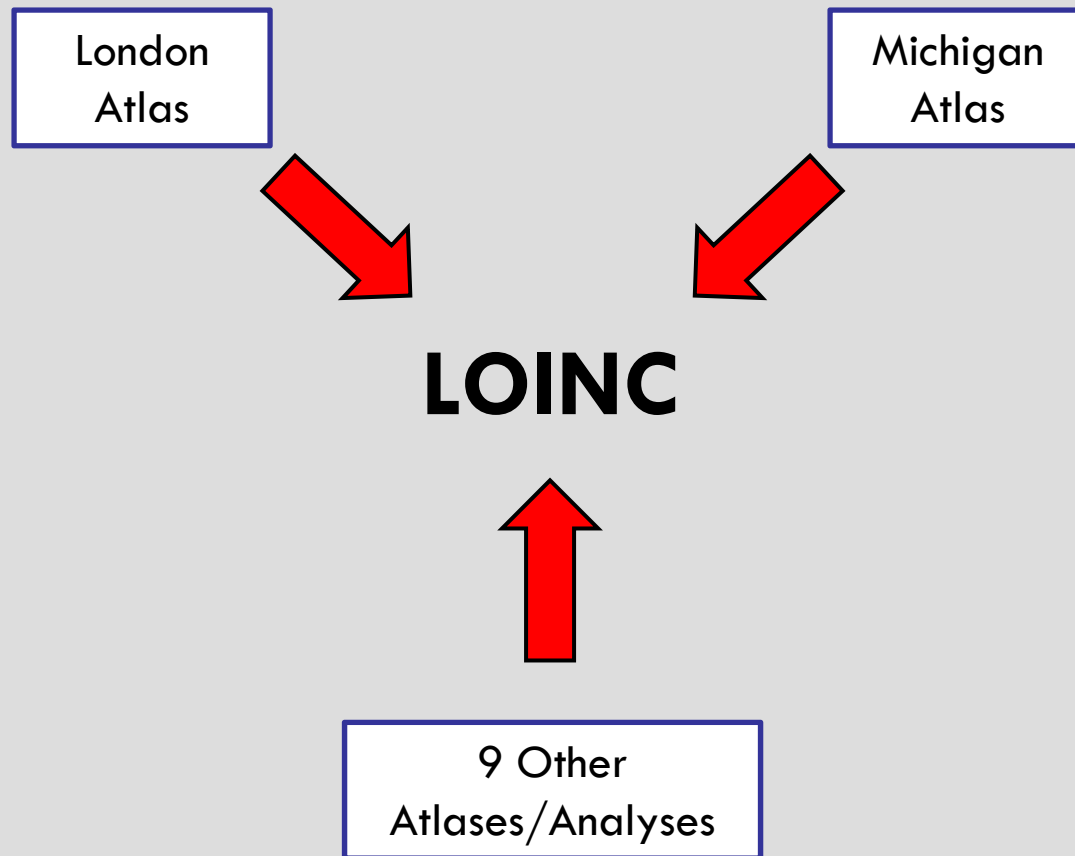 London
Atlas
Michigan
Atlas
LOINC
9 Other
Atlases/Analyses